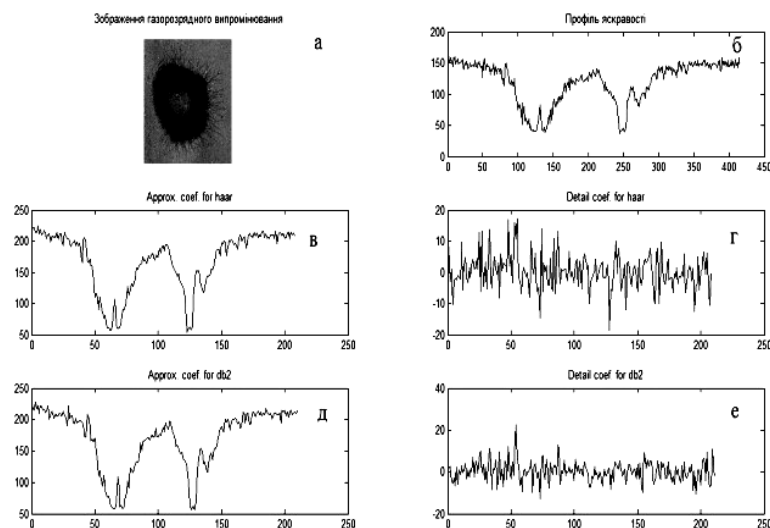 Зображення газорозрядного випромінювання
а
Профіль яскравості
б
200
150
100
50
0
0 50 100 150 200 250 300 350 400 450
Approx. coef. for haar
в
250
200
150
100
50
0 50 100 150 200 250
Detail coef. for haar
г
20
10
0
-10
-20
0 50 100 150 200 250
Approx. coef. for db2
д
250
200
150
100
50
0 50 100 150 200 250
Detail coef. for db2
е
40
20
0
-20
0 50 100 150 200 250